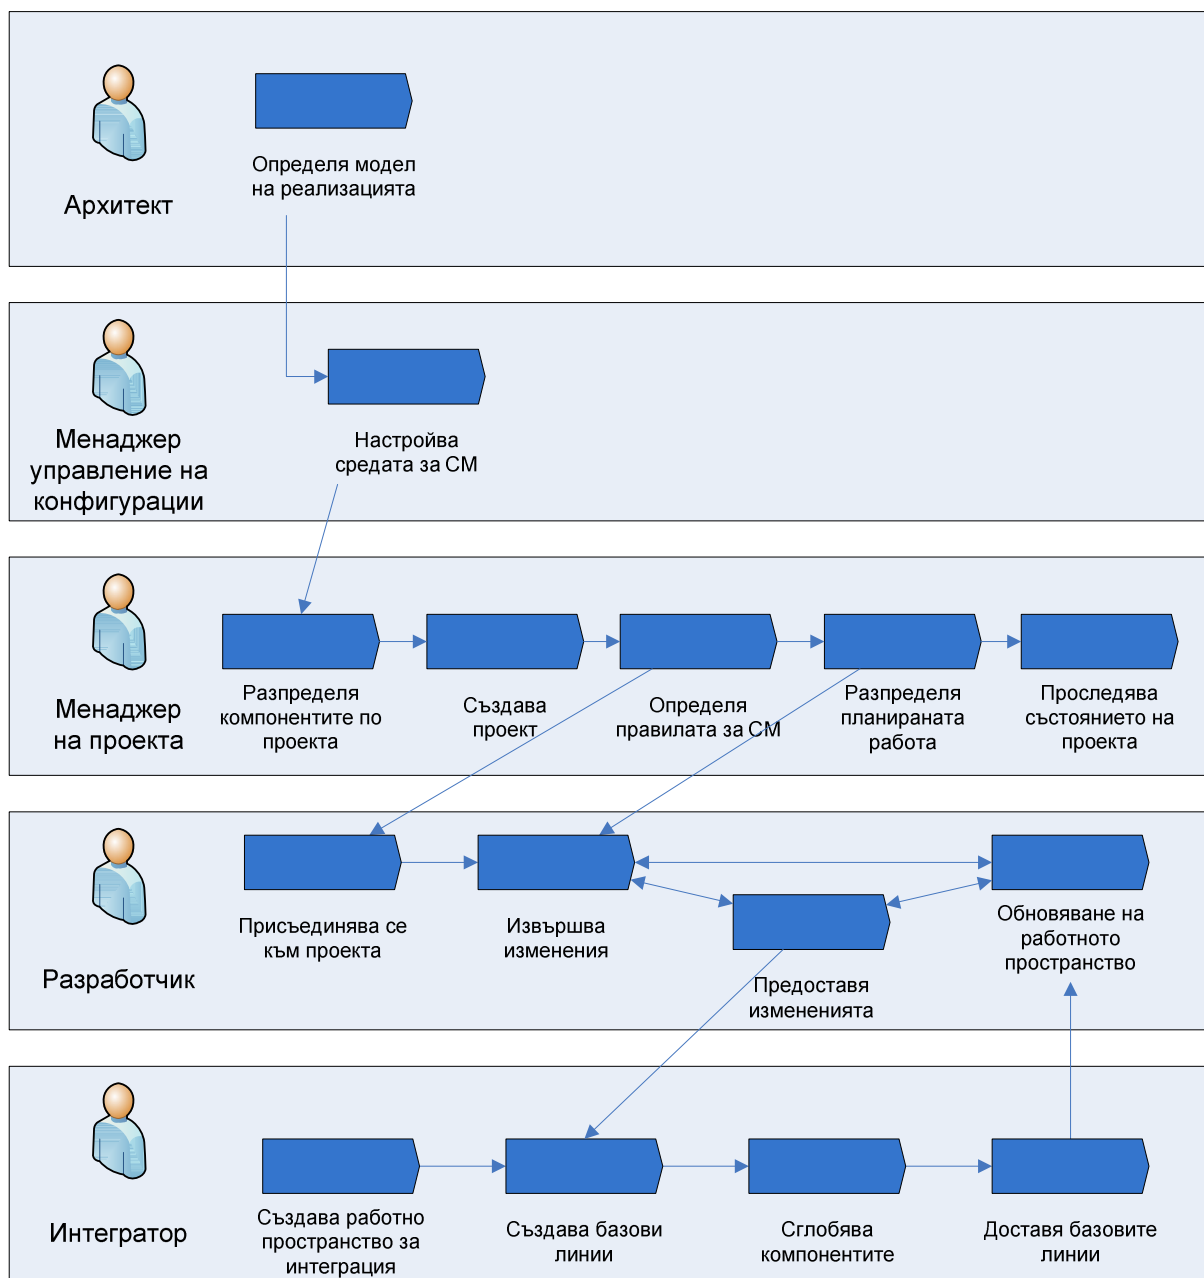 Определя модел
на реализацията
Архитект
Менаджер
управление на
конфигурации
Настройва
средата за СМ
Менаджер
на проекта
Разпределя
компонентите по
проекта
Създава
проект
Определя
правилата за СМ
Разпределя
планираната
работа
Проследява
състоянието на
проекта
Разработчик
Присъединява се
към проекта
Извършва
изменения
Предоставя
измененията
Обновяване на
работното
пространство
Интегратор
Създава работно
пространство за
интеграция
Създава базови
линии
Сглобява
компонентите
Доставя базовите
линии